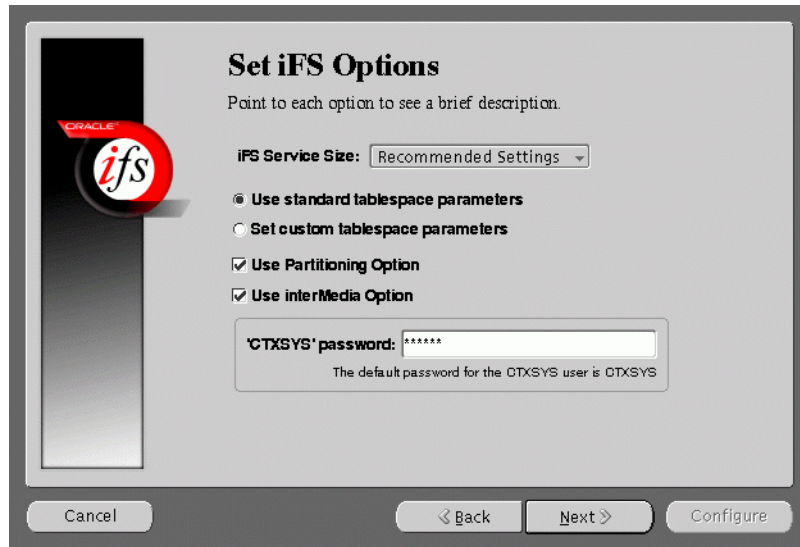 Set iFS Options
Point to each option to see a brief description.
ORACLE
ifs
iFS Service Size: Recommended Settings
Use standard tablespace parameters
Set custom tablespace parameters
Use Partitioning Option
Use interMedia Option
'CTXSYS' password: ******
The default password for the CTXSYS user is CTXSYS
Cancel
Back
Next
Configure